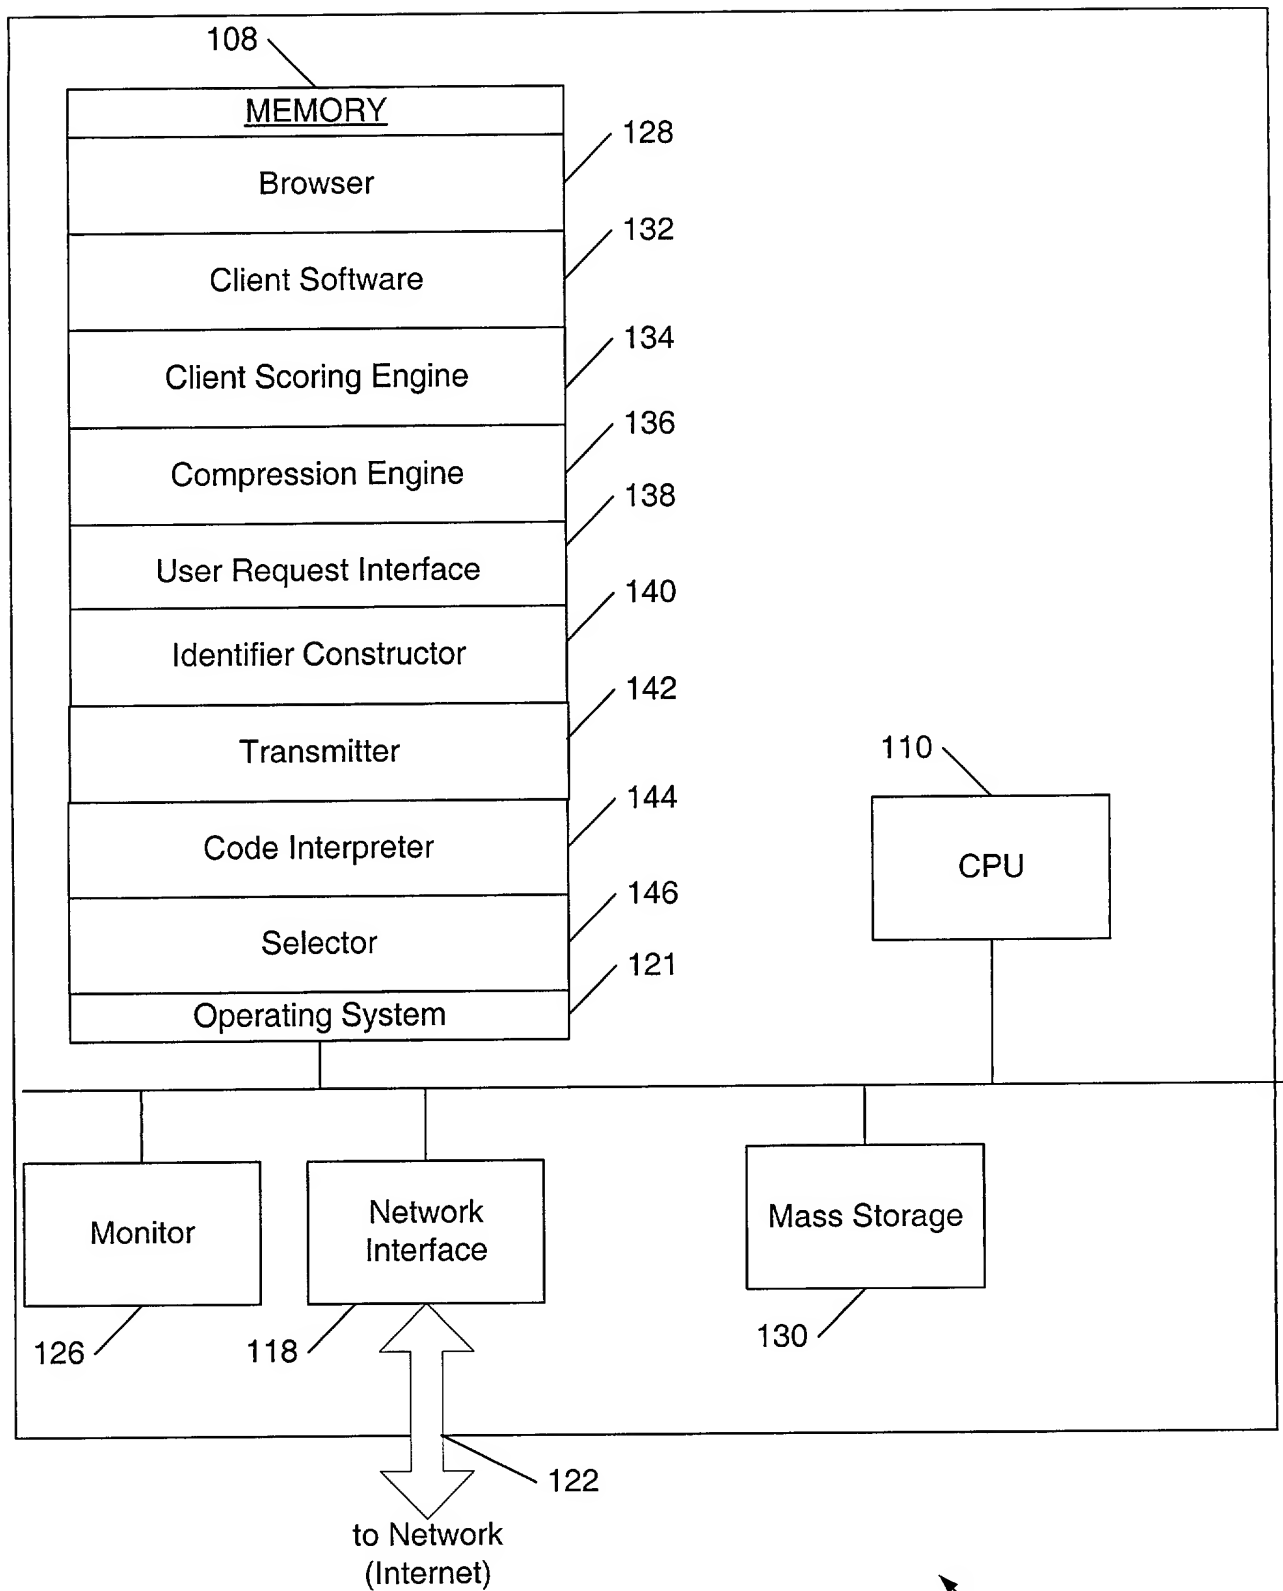 108
MEMORY
128
Browser
132
Client Software
134
Client Scoring Engine
136
Compression Engine
138
User Request Interface
140
Identifier Constructor
142
Transmitter
110
144
Code Interpreter
CPU
146
Selector
121
Operating System
Monitor
Network
Interface
Mass Storage
126
118
130
122
to Network
(Internet)